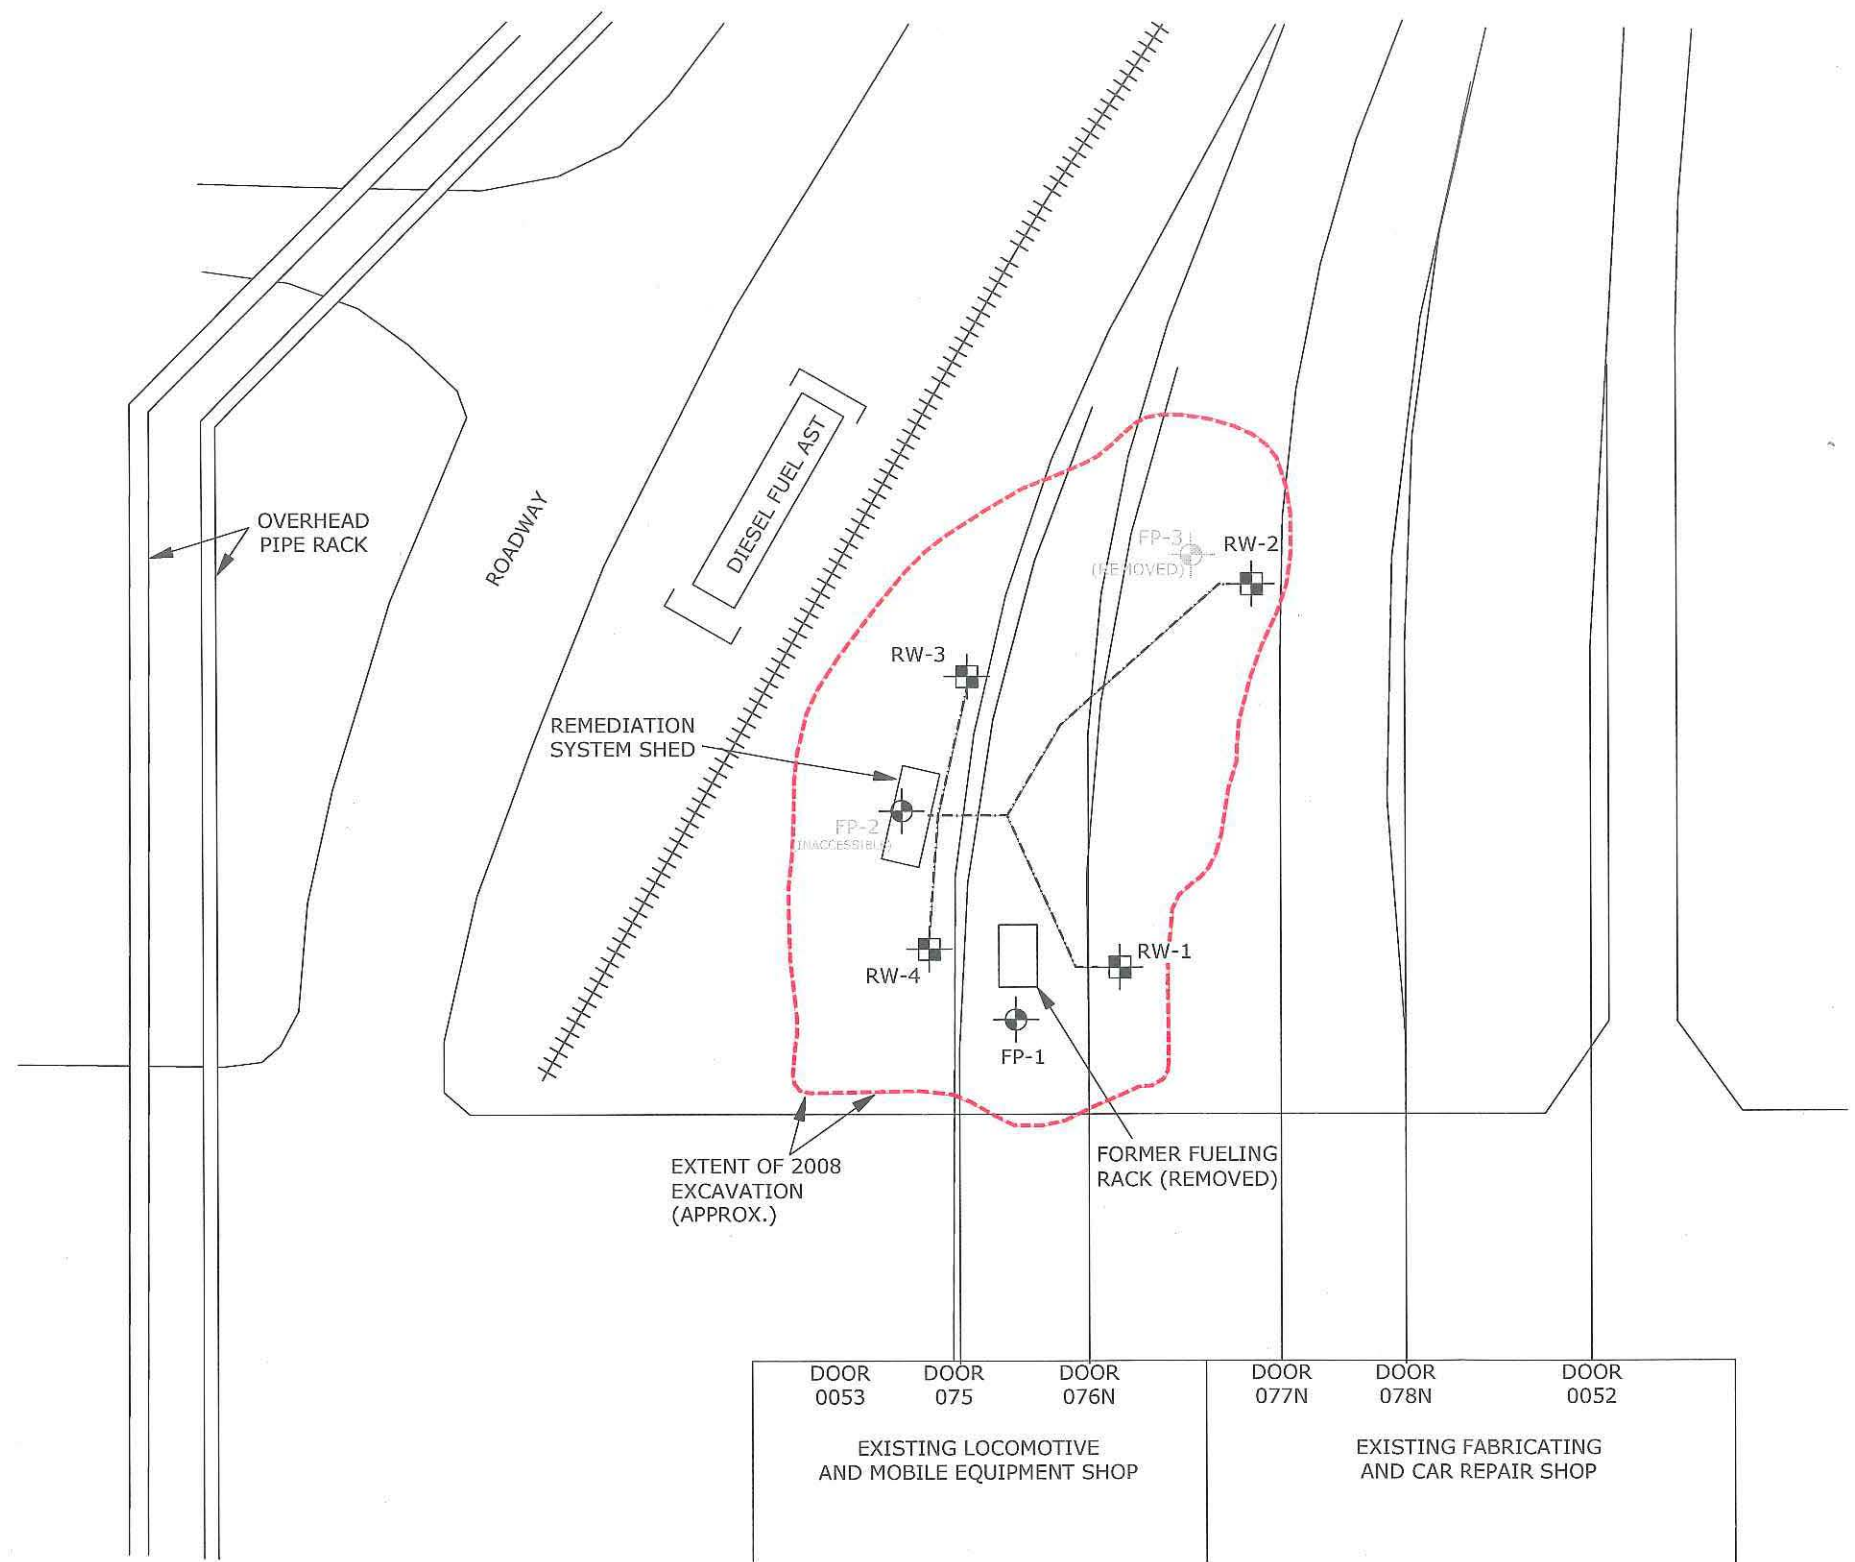 OVERHEAD
PIPE RACK
ROADWAY
DIESEL FUEL AST
FP-3
(REMOVED)
RW-2
RW-3
REMEDIATION
SYSTEM SHED
FP-2
(INACCESSIBLE)
RW-4
RW-1
FP-1
EXTENT OF 2008
EXCAVATION
(APPROX.)
FORMER FUELING
RACK (REMOVED)
DOOR
0053
DOOR
075
DOOR
076N
DOOR
077N
DOOR
078N
DOOR
0052
EXISTING LOCOMOTIVE
AND MOBILE EQUIPMENT SHOP
EXISTING FABRICATING
AND CAR REPAIR SHOP